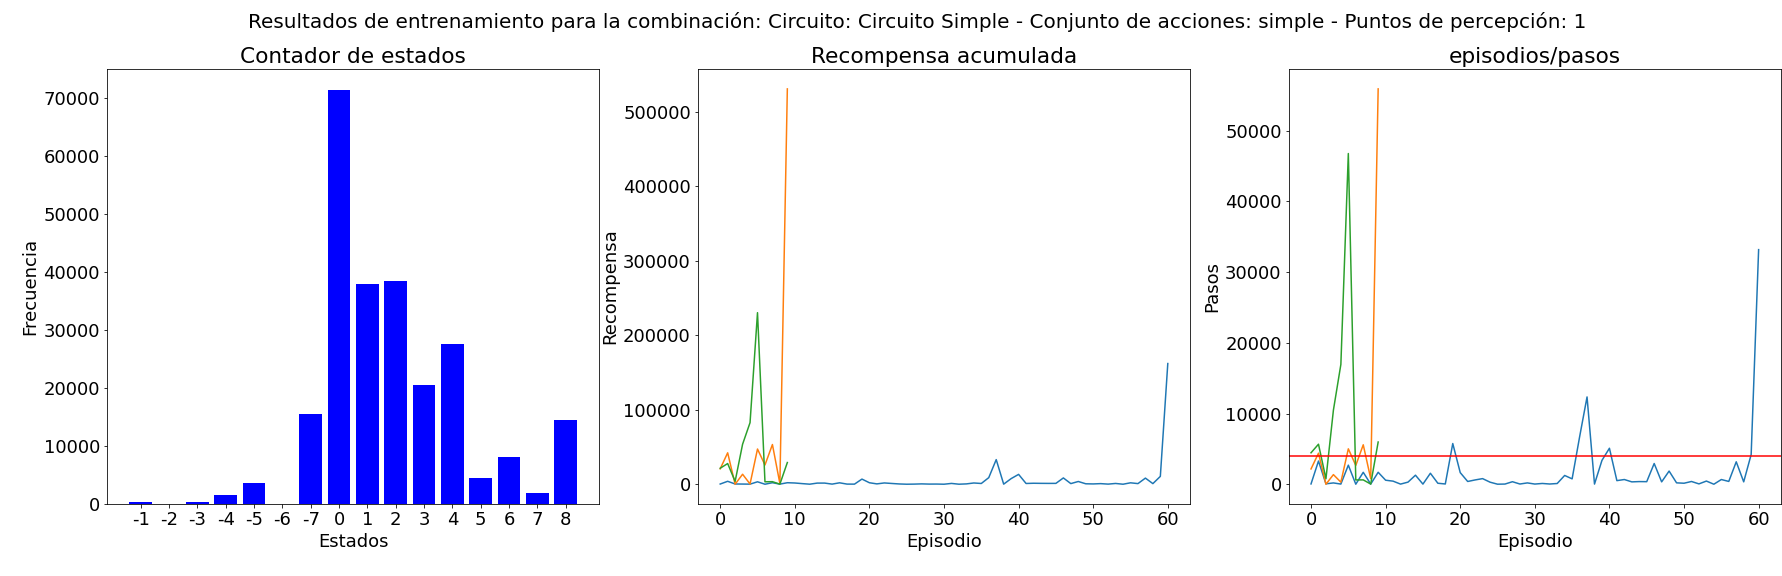 Resultados de entrenamiento para la combinación: Circuito: Circuito Simple - Conjunto de acciones: simple - Puntos de percepción: 1
Contador de estados
Frecuencia
70000
60000
50000
40000
30000
20000
10000
0
-1 -2 -3 -4 -5 -6 -7 0 1 2 3 4 5 6 7 8
Estados
Recompensa acumulada
Recompensa
500000
400000
300000
200000
100000
0
0 10 20 30 40 50 60
Episodio
episodios/pasos
Pasos
50000
40000
30000
20000
10000
0
0 10 20 30 40 50 60
Episodio